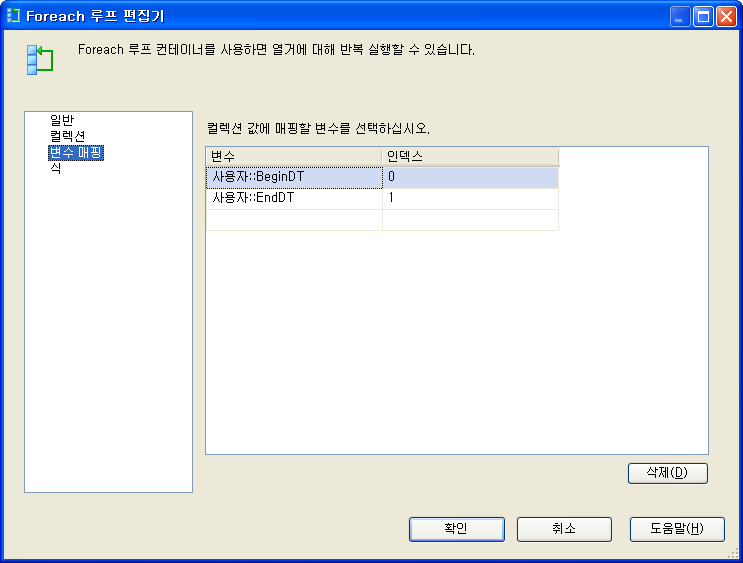 Foreach 루프 편집기
Foreach 루프 컨테이너를 사용하면 열거에 대해 반복 실행할 수 있습니다.
일반
컬렉션
변수 매핑
식
컬렉션 값에 매핑할 변수를 선택하십시오.
변수 인덱스
사용자::BeginDT 0
사용자::EndDT 1
삭제(D)
확인 취소 도움말(H)